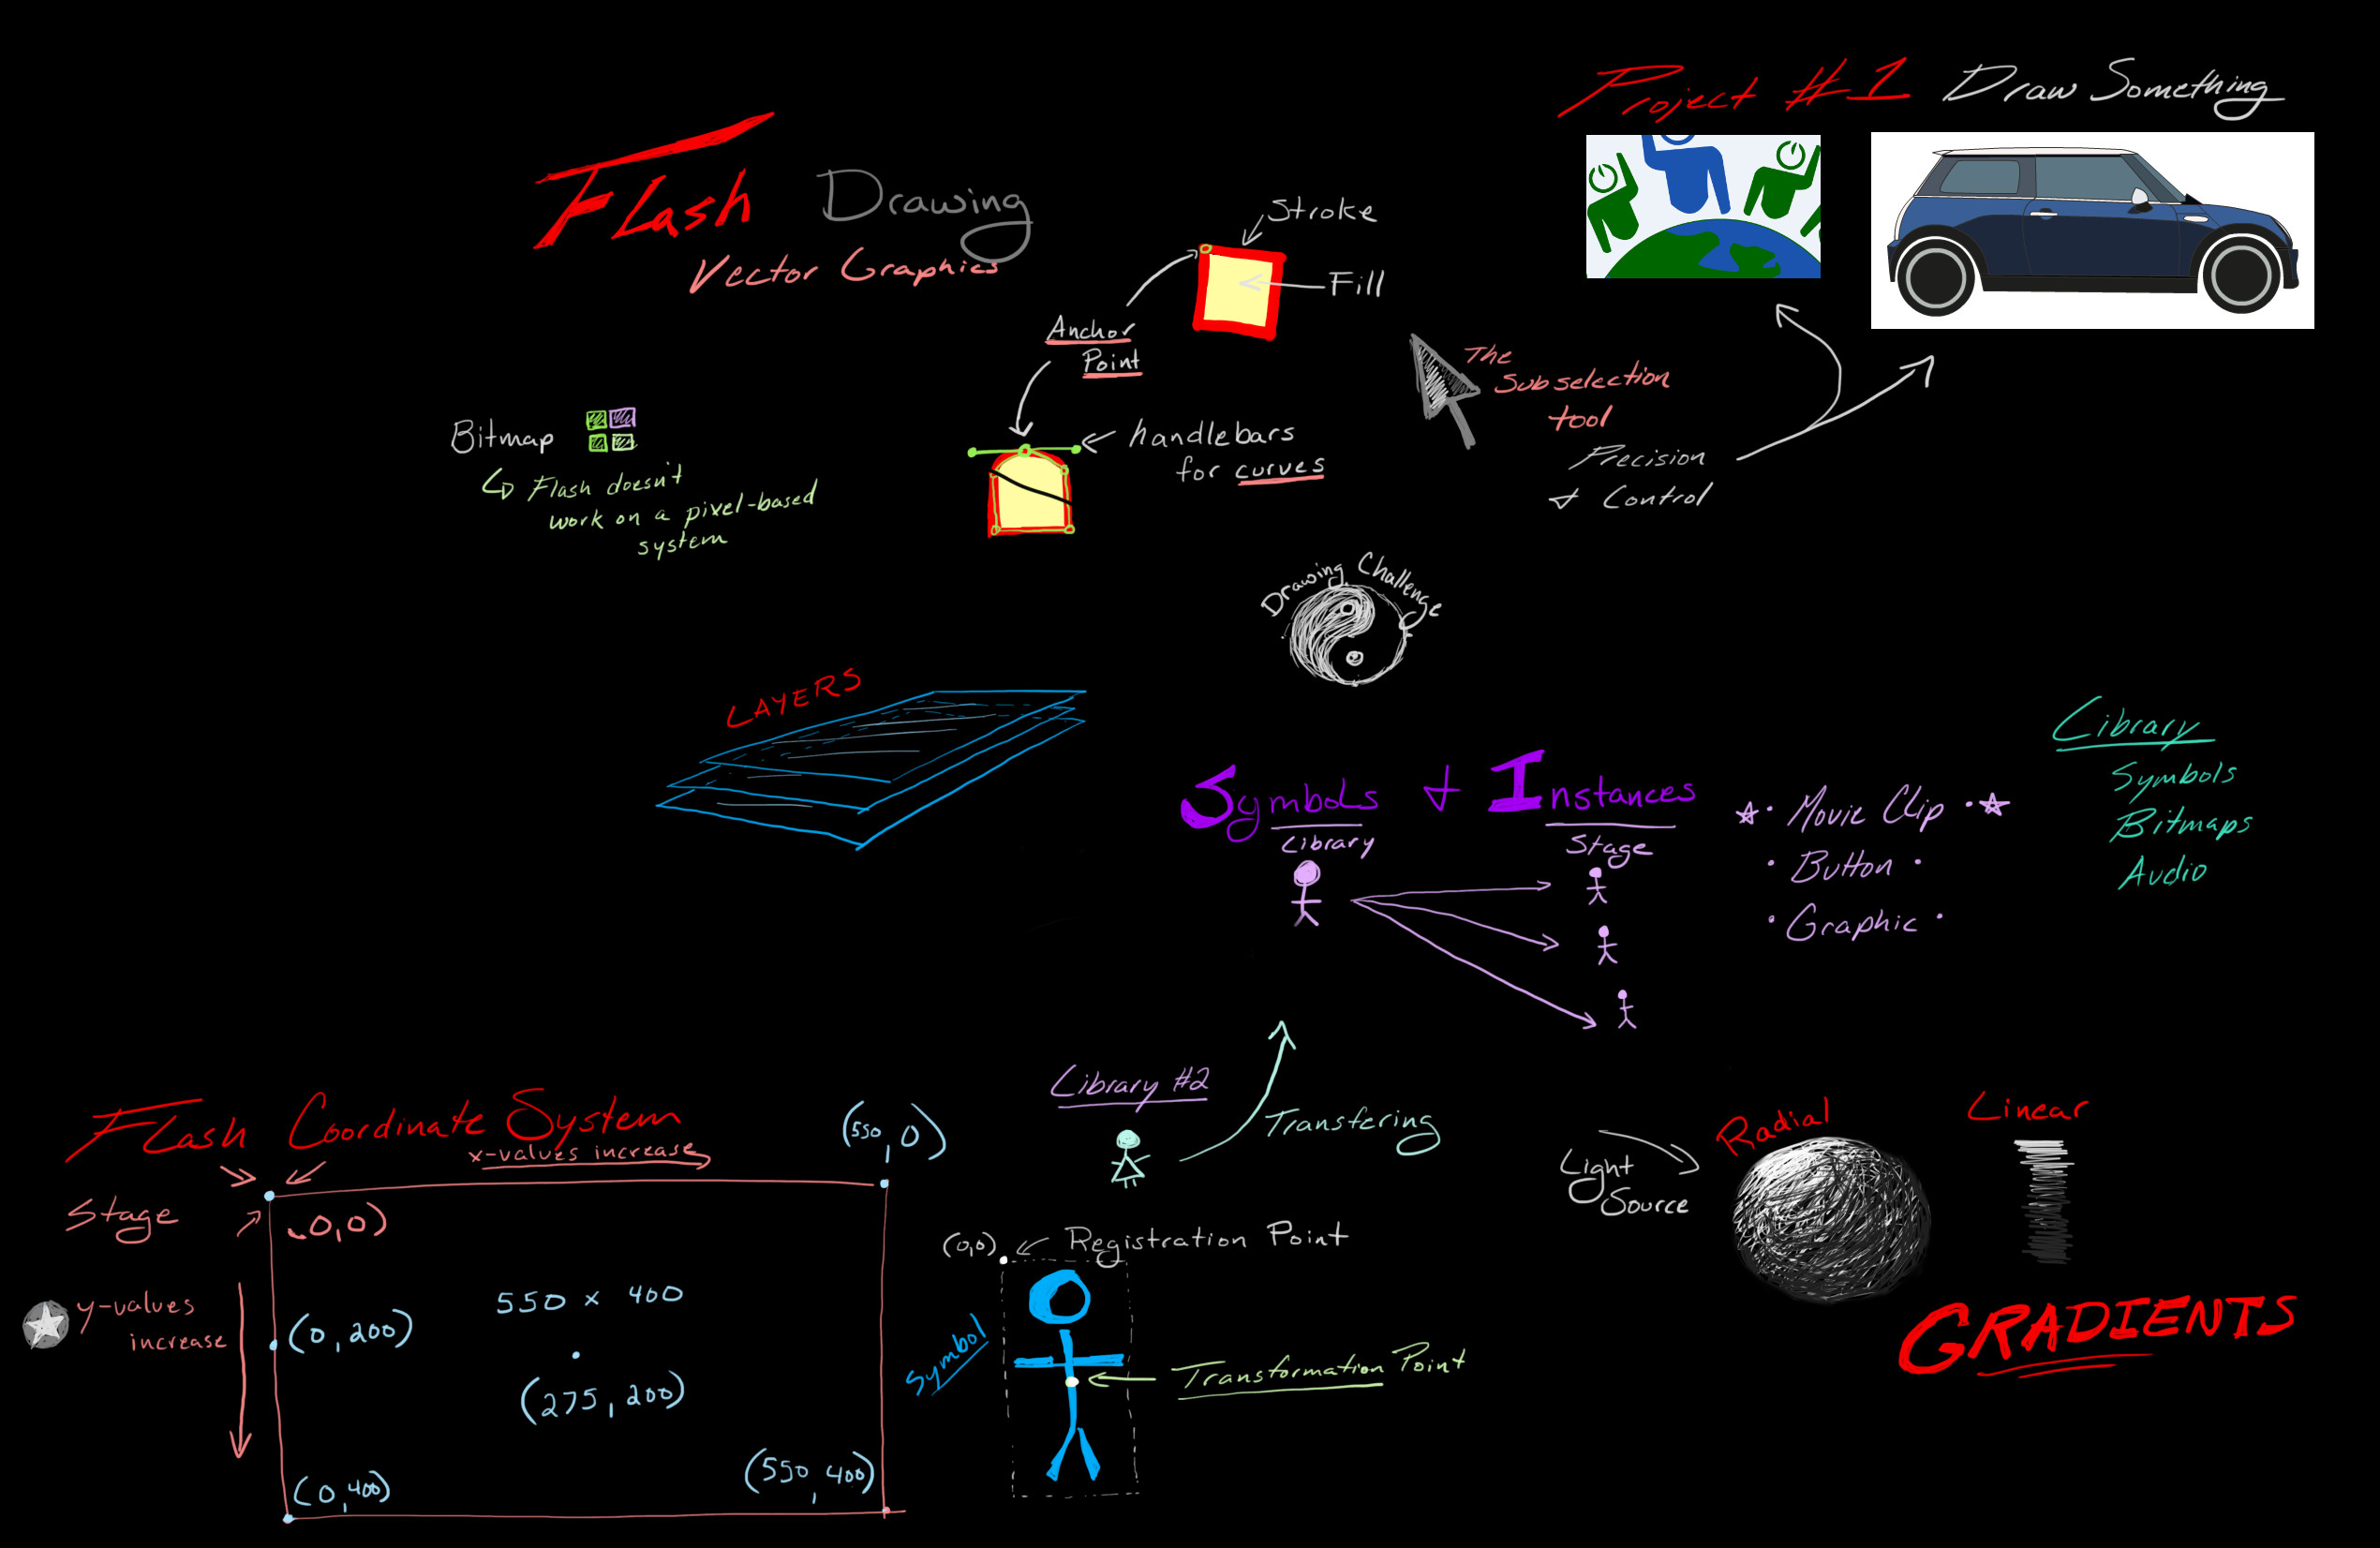 Project #1 Draw Something
Flash Drawing
Vector Graphics
Stroke
Fill
Anchor
Point
The
Subselection
tool
Precision
& Control
Bitmap
Flash doesn't
work on a pixel-based
system
handlebars
for curves
Drawing Challenge
LAYERS
Symbols & Instances
Library
Stage
• Movie Clip •
• Button •
• Graphic •
Library
Symbols
Bitmaps
Audio
Library #2
Transfering
Flash Coordinate System
x-values increase
(550, 0)
Stage
0,0)
y-values
increase
(0, 200)
550 x 400
(275, 200)
(0, 400)
(550, 400)
(0,0)
Registration Point
Symbol
Transformation Point
Light
Source
Radial
Linear
GRADIENTS